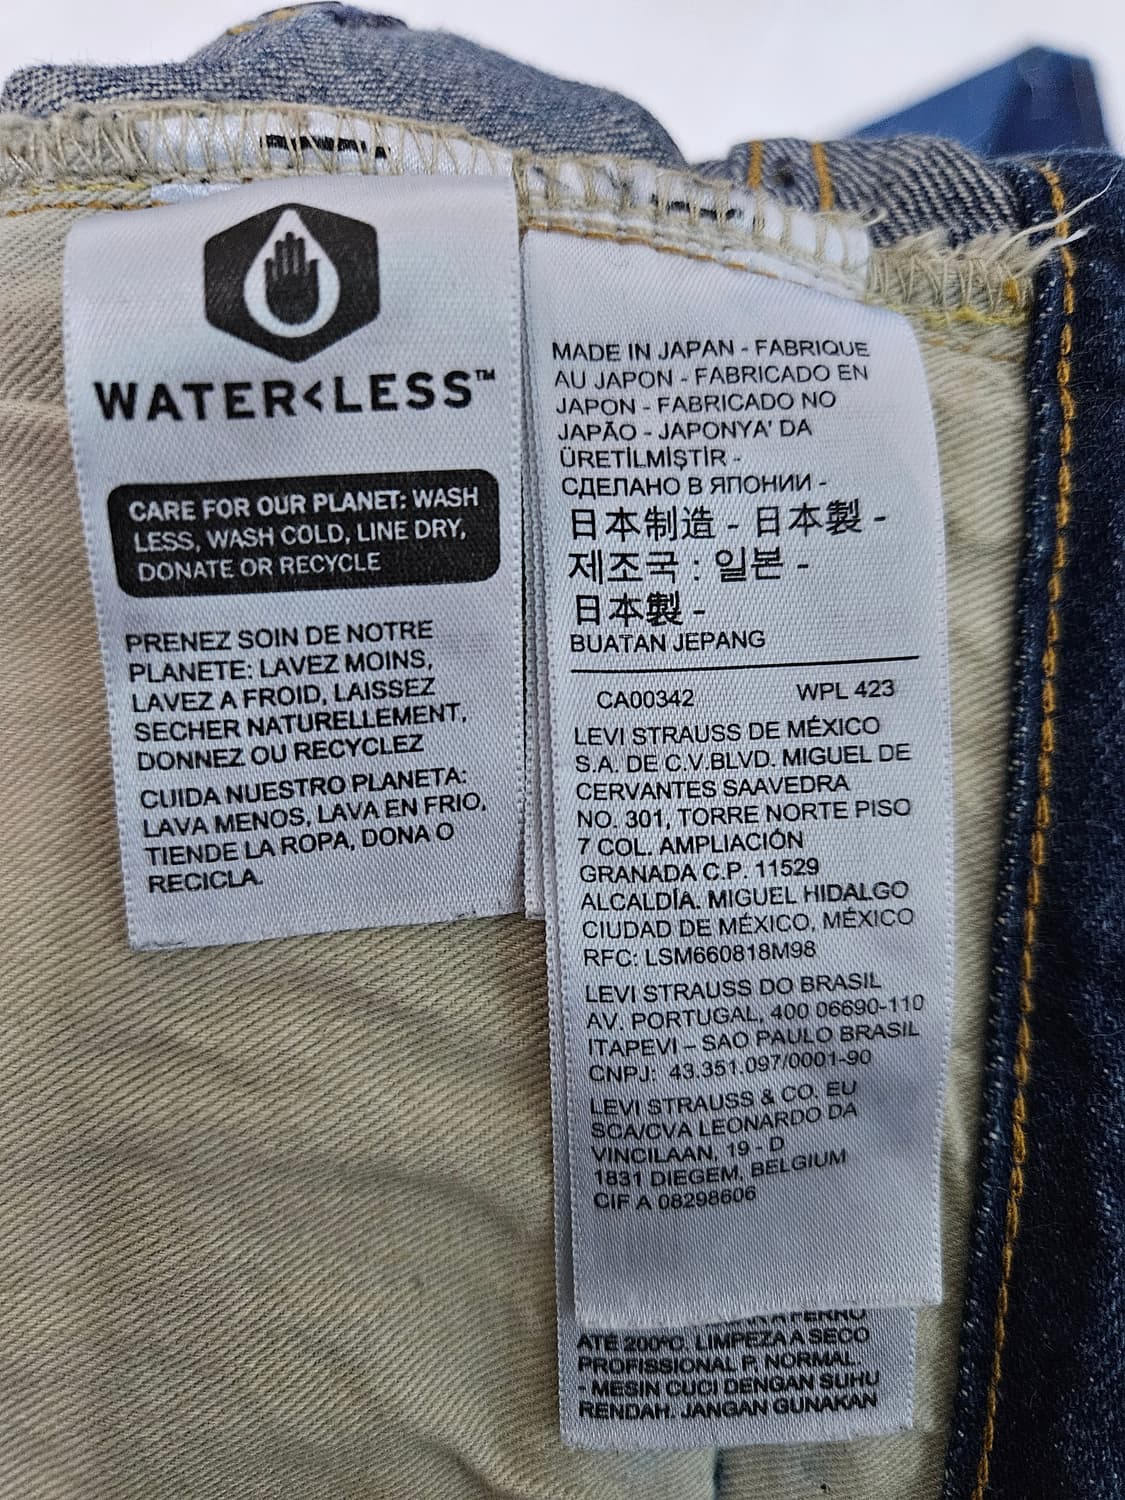 WATER<LESS™
CARE FOR OUR PLANET: WASH
LESS, WASH COLD, LINE DRY,
DONATE OR RECYCLE
PRENEZ SOIN DE NOTRE
PLANETE: LAVEZ MOINS,
LAVEZ A FROID, LAISSEZ
SECHER NATURELLEMENT,
DONNEZ OU RECYCLEZ
CUIDA NUESTRO PLANETA:
LAVA MENOS, LAVA EN FRIO,
TIENDE LA ROPA, DONA O
RECICLA.
MADE IN JAPAN - FABRIQUE
AU JAPON - FABRICADO EN
JAPON - FABRICADO NO
JAPÃO - JAPONYA' DA
ÜRETİLMİŞTİR -
СДЕЛАНО В ЯПОНИИ -
日本制造 - 日本製 -
제조국 : 일본 -
日本製 -
BUATAN JEPANG
CA00342 WPL 423
LEVI STRAUSS DE MÉXICO
S.A. DE C.V.BLVD. MIGUEL DE
CERVANTES SAAVEDRA
NO. 301, TORRE NORTE PISO
7 COL. AMPLIACIÓN
GRANADA C.P. 11529
ALCALDÍA. MIGUEL HIDALGO
CIUDAD DE MÉXICO, MÉXICO
RFC: LSM660818M98
LEVI STRAUSS DO BRASIL
AV. PORTUGAL, 400 06690-110
ITAPEVI – SAO PAULO BRASIL
CNPJ: 43.351.097/0001-90
LEVI STRAUSS & CO. EU
SCA/CVA LEONARDO DA
VINCILAAN, 19 - D
1831 DIEGEM, BELGIUM
CIF A 08298606
FERRO
ATÉ 200ºC. LIMPEZA A SECO
PROFISSIONAL P. NORMAL.
- MESIN CUCI DENGAN SUHU
RENDAH. JANGAN GUNAKAN